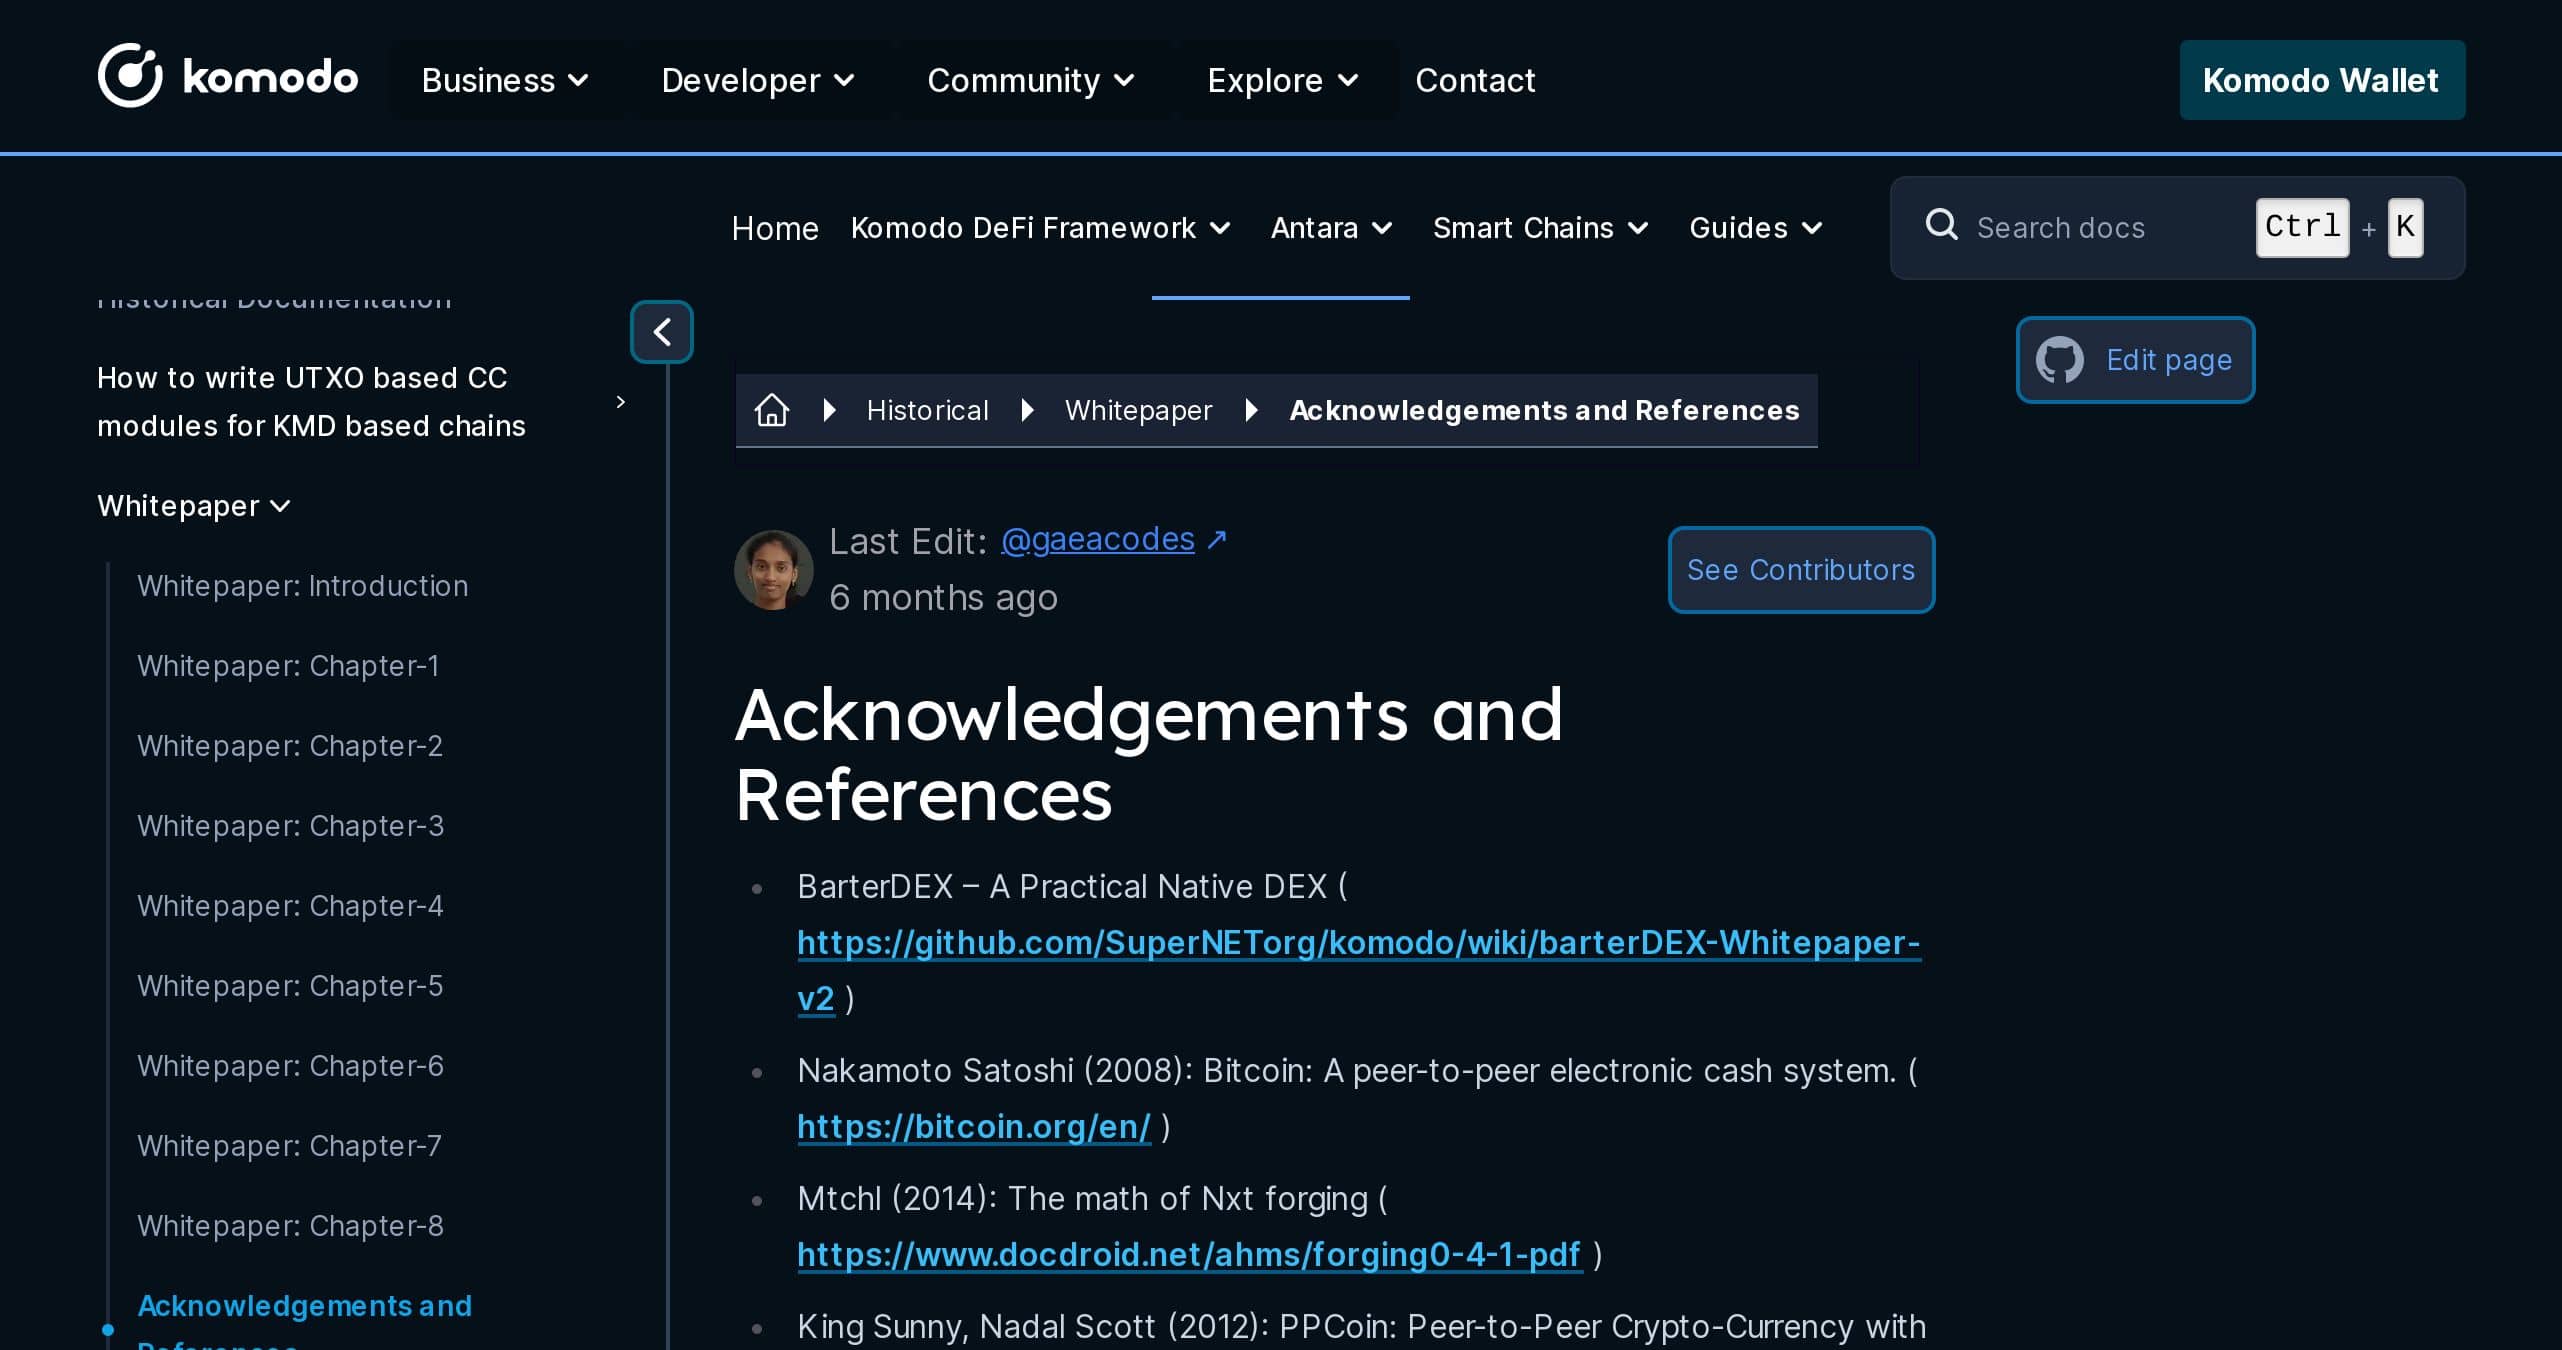 komodo Business Developer Community Explore Contact Komodo Wallet
Home Komodo DeFi Framework Antara Smart Chains Guides Search docs Ctrl + K
Historical Documentation
How to write UTXO based CC
modules for KMD based chains
Whitepaper
Whitepaper: Introduction
Whitepaper: Chapter-1
Whitepaper: Chapter-2
Whitepaper: Chapter-3
Whitepaper: Chapter-4
Whitepaper: Chapter-5
Whitepaper: Chapter-6
Whitepaper: Chapter-7
Whitepaper: Chapter-8
Acknowledgements and
References
Edit page
Historical Whitepaper Acknowledgements and References
Last Edit: @gaeacodes ↗
6 months ago
See Contributors
Acknowledgements and
References
BarterDEX – A Practical Native DEX (
https://github.com/SuperNETorg/komodo/wiki/barterDEX-Whitepaper-
v2 )
Nakamoto Satoshi (2008): Bitcoin: A peer-to-peer electronic cash system. (
https://bitcoin.org/en/ )
Mtchl (2014): The math of Nxt forging (
https://www.docdroid.net/ahms/forging0-4-1-pdf )
King Sunny, Nadal Scott (2012): PPCoin: Peer-to-Peer Crypto-Currency with